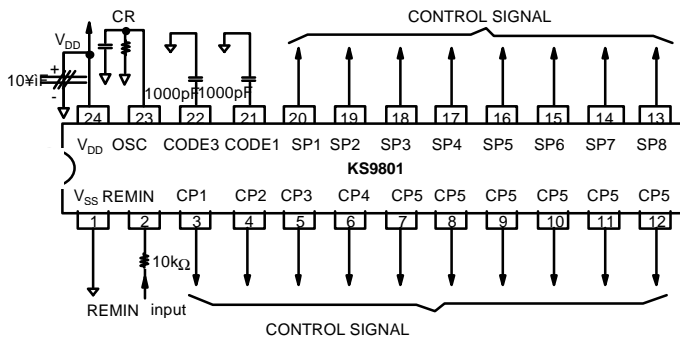 CONTROL SIGNAL
CR
VDD
10¥ìF
+
-
1000pF 1000pF
24 23 22 21 20 19 18 17 16 15 14 13
VDD OSC CODE3 CODE1 SP1 SP2 SP3 SP4 SP5 SP6 SP7 SP8
KS9801
VSS REMIN CP1 CP2 CP3 CP4 CP5 CP5 CP5 CP5 CP5 CP5
1 2 3 4 5 6 7 8 9 10 11 12
10kΩ
REMIN input
CONTROL SIGNAL